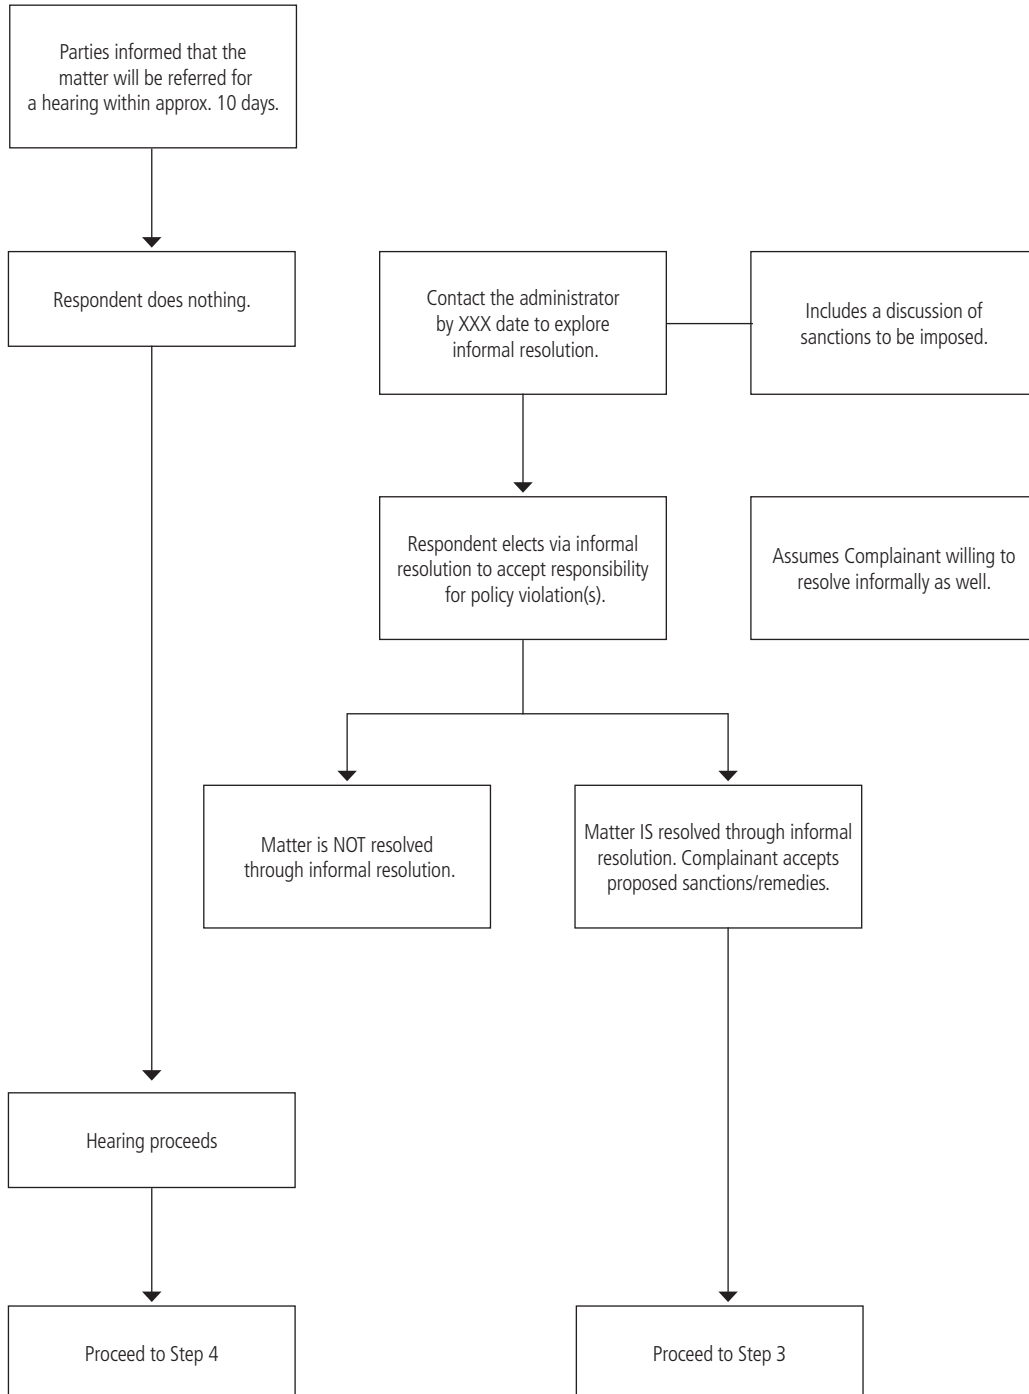 Parties informed that the
matter will be referred for
a hearing within approx. 10 days.
Respondent does nothing.
Contact the administrator
by XXX date to explore
informal resolution.
Includes a discussion of
sanctions to be imposed.
Respondent elects via informal
resolution to accept responsibility
for policy violation(s).
Assumes Complainant willing to
resolve informally as well.
Matter is NOT resolved
through informal resolution.
Matter IS resolved through informal
resolution. Complainant accepts
proposed sanctions/remedies.
Hearing proceeds
Proceed to Step 4
Proceed to Step 3